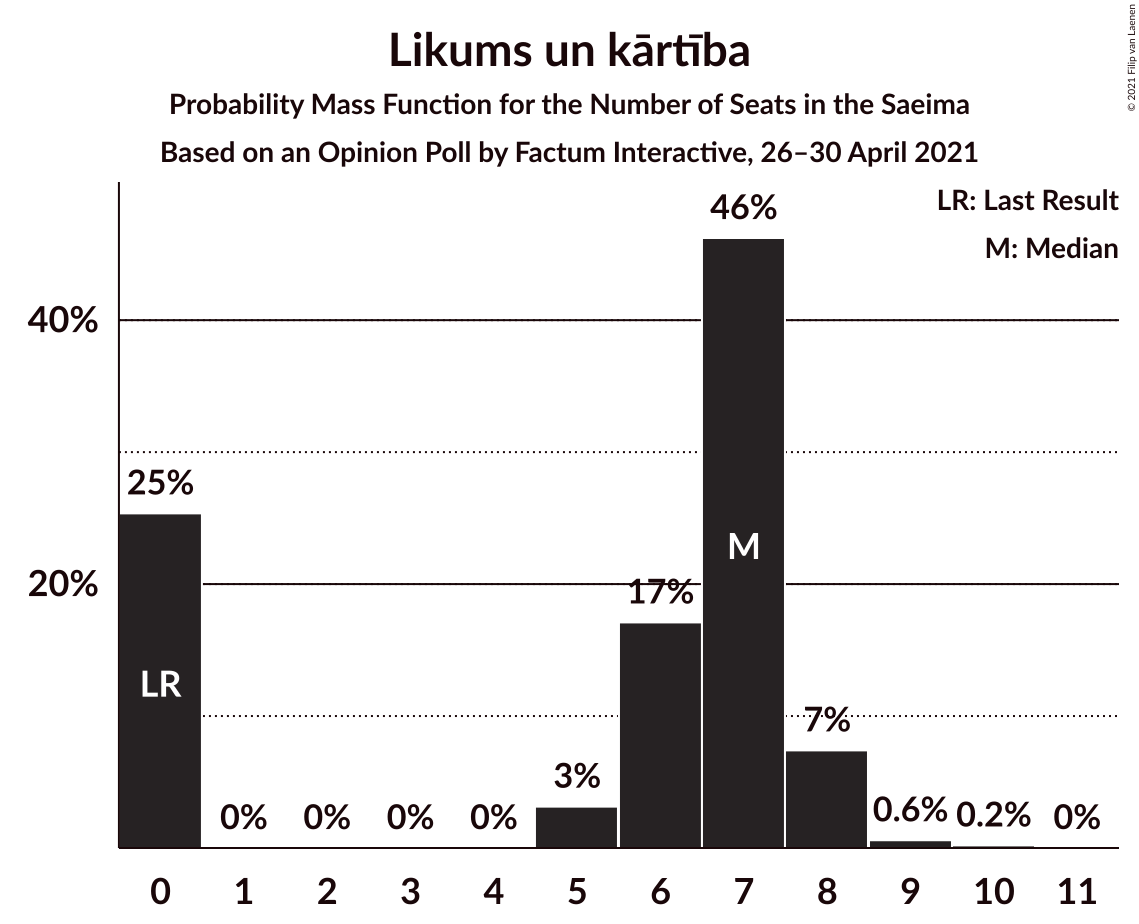 Likums un kārtība
Probability Mass Function for the Number of Seats in the Saeima
Based on an Opinion Poll by Factum Interactive, 26–30 April 2021
© 2021 Filip van Laenen
LR: Last Result
M: Median
46%
40%
25%
M
20%
17%
LR
7%
3%
0% 0% 0% 0% 0.6% 0.2% 0%
0 1 2 3 4 5 6 7 8 9 10 11